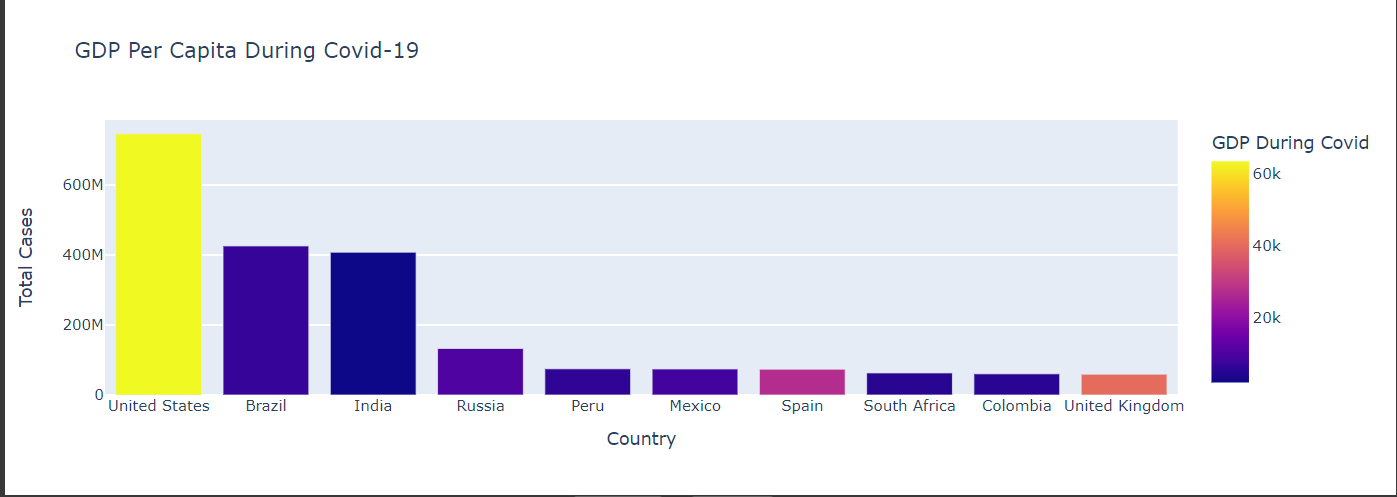 GDP Per Capita During Covid-19
GDP During Covid
60k
40k
20k
Total Cases
600M
400M
200M
0
United States Brazil India Russia Peru Mexico Spain South Africa Colombia United Kingdom
Country